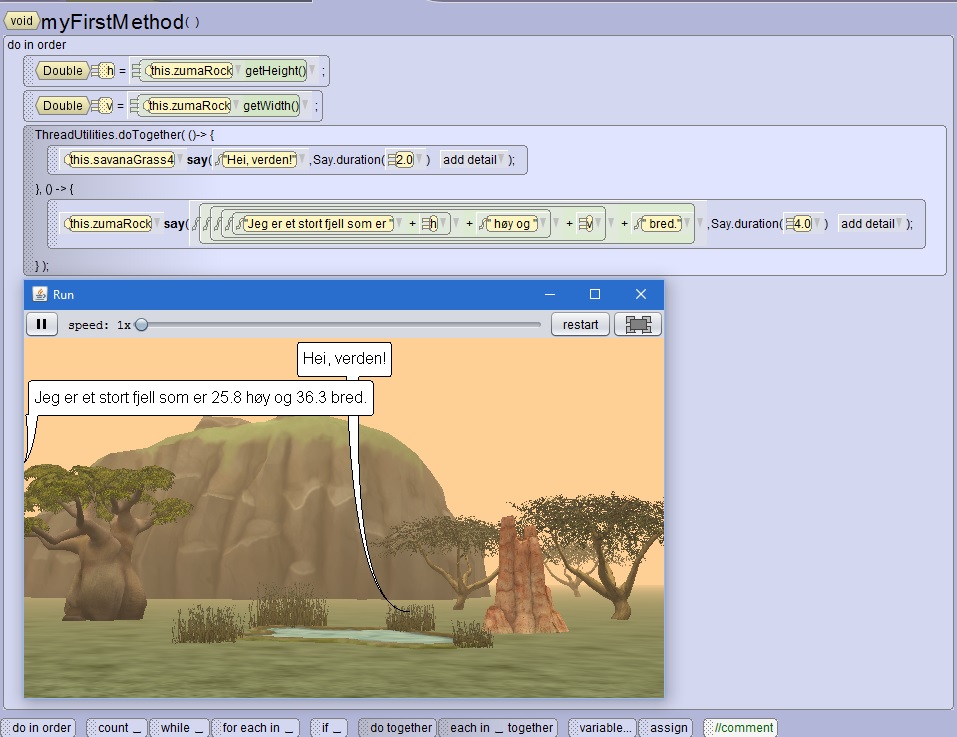 void myFirstMethod( )
do in order
Double h = this.zumaRock getHeight() ;
Double v = this.zumaRock getWidth() ;
ThreadUtilities.doTogether( ()-> {
this.savanaGrass4 say( "Hei, verden!" ,Say.duration( 2.0 ) add detail );
}, () -> {
this.zumaRock say( "Jeg er et stort fjell som er " + h + " høy og " + v + " bred." ,Say.duration( 4.0 ) add detail );
} );
Run
speed: 1x restart
Hei, verden!
Jeg er et stort fjell som er 25.8 høy og 36.3 bred.
do in order count _ while _ for each in _ if _ do together each in _ together variable... assign //comment